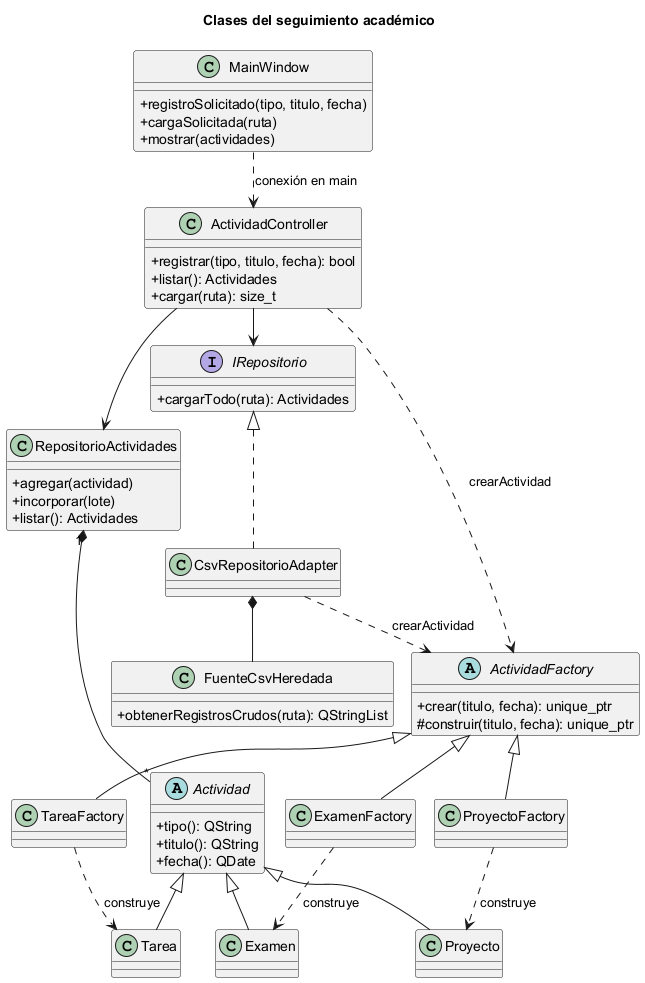 Clases del seguimiento académico
C MainWindow
+registroSolicitado(tipo, titulo, fecha)
+cargaSolicitada(ruta)
+mostrar(actividades)
conexión en main
C ActividadController
+registrar(tipo, titulo, fecha): bool
+listar(): Actividades
+cargar(ruta): size_t
I IRepositorio
+cargarTodo(ruta): Actividades
crearActividad
C RepositorioActividades
+agregar(actividad)
+incorporar(lote)
+listar(): Actividades
C CsvRepositorioAdapter
crearActividad
C FuenteCsvHeredada
+obtenerRegistrosCrudos(ruta): QStringList
A ActividadFactory
+crear(titulo, fecha): unique_ptr
#construir(titulo, fecha): unique_ptr
*
C TareaFactory
A Actividad
+tipo(): QString
+titulo(): QString
+fecha(): QDate
C ExamenFactory
C ProyectoFactory
construye
construye
construye
C Tarea
C Examen
C Proyecto